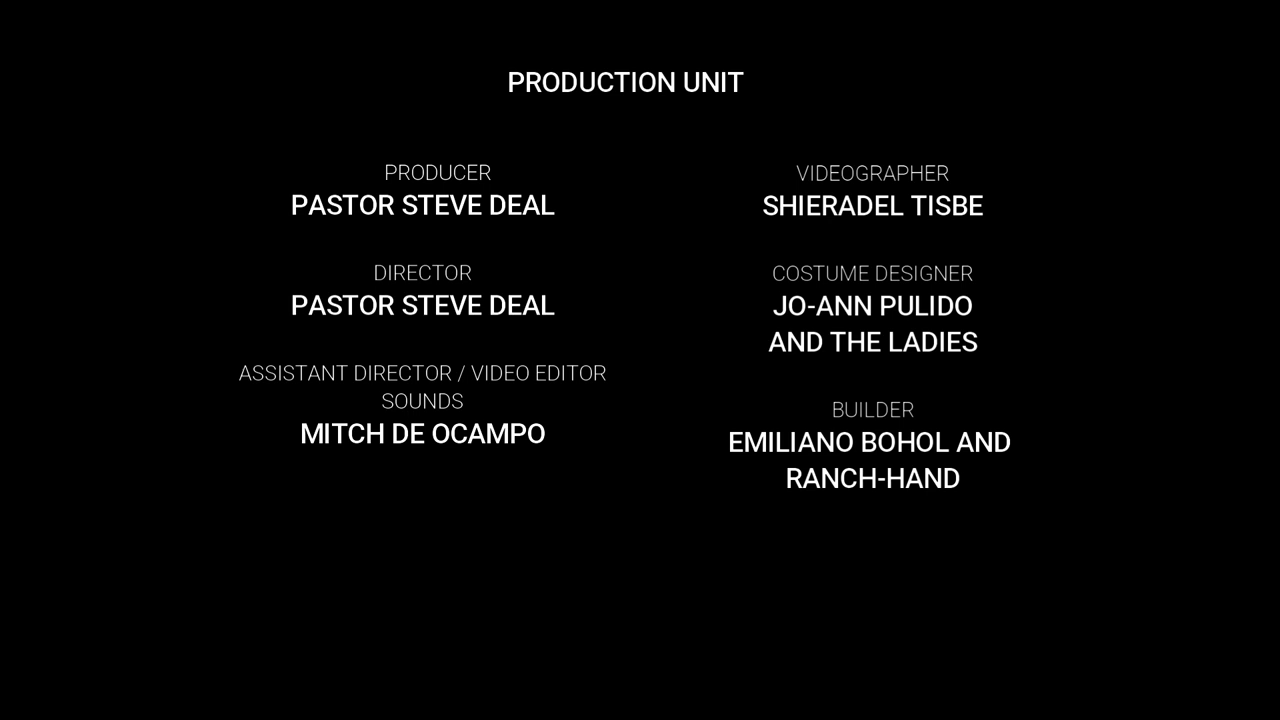 PRODUCTION UNIT
PRODUCER
PASTOR STEVE DEAL
DIRECTOR
PASTOR STEVE DEAL
ASSISTANT DIRECTOR / VIDEO EDITOR
SOUNDS
MITCH DE OCAMPO
VIDEOGRAPHER
SHIERADEL TISBE
COSTUME DESIGNER
JO-ANN PULIDO
AND THE LADIES
BUILDER
EMILIANO BOHOL AND
RANCH-HAND